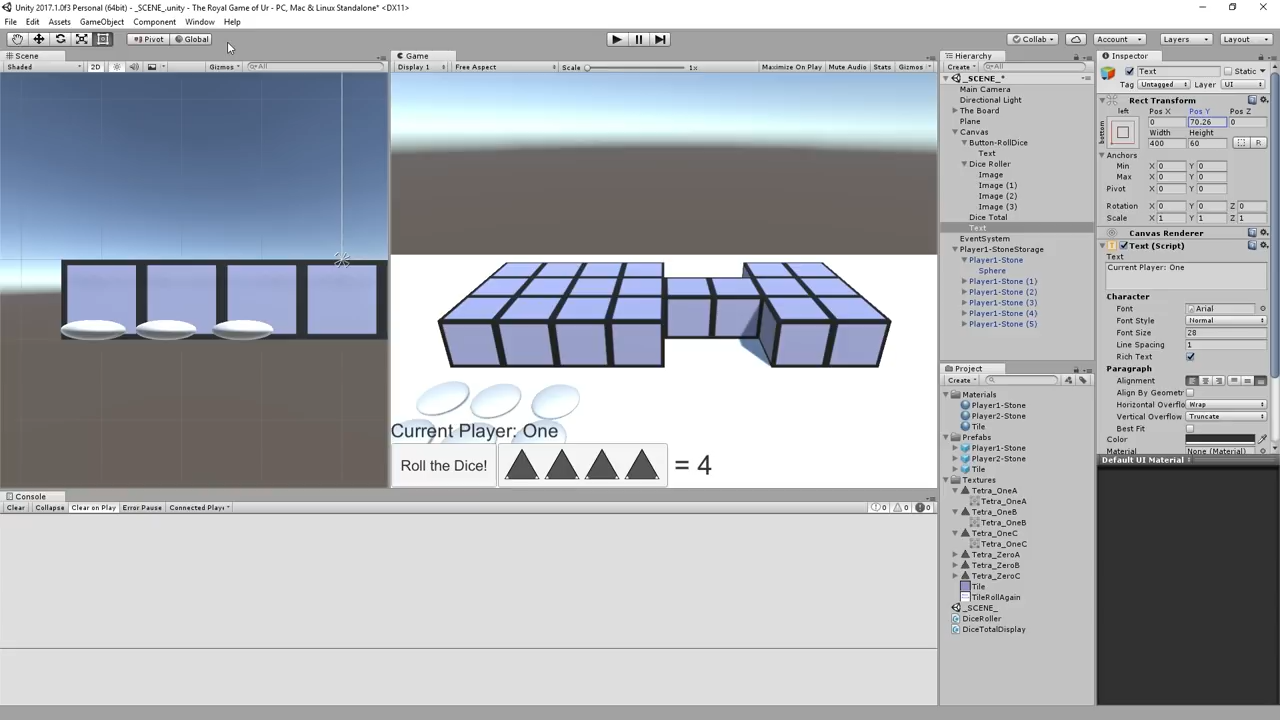 Unity 2017.1.0f3 Personal (64bit) - _SCENE_.unity - The Royal Game of Ur - PC, Mac & Linux Standalone* <DX11>
File Edit Assets GameObject Component Window Help
Pivot Global Collab Account Layers Layout
Scene
Shaded 2D Gizmos All
Game
Display 1 Free Aspect Scale 1x Maximize On Play Mute Audio Stats Gizmos
Current Player: One
Roll the Dice! = 4
Console
Clear Collapse Clear on Play Error Pause Connected Playe 0 0 0
Hierarchy
Create All
_SCENE_*
Main Camera
Directional Light
The Board
Plane
Canvas
Button-RollDice
Text
Dice Roller
Image
Image (1)
Image (2)
Image (3)
Dice Total
Text
EventSystem
Player1-StoneStorage
Player1-Stone
Sphere
Player1-Stone (1)
Player1-Stone (2)
Player1-Stone (3)
Player1-Stone (4)
Player1-Stone (5)
Project
Create
Materials
Player1-Stone
Player2-Stone
Tile
Prefabs
Player1-Stone
Player2-Stone
Tile
Textures
Tetra_OneA
Tetra_OneA
Tetra_OneB
Tetra_OneB
Tetra_OneC
Tetra_OneC
Tetra_ZeroA
Tetra_ZeroB
Tetra_ZeroC
Tile
TileRollAgain
_SCENE_
DiceRoller
DiceTotalDisplay
Inspector
Text Static
Tag Untagged Layer UI
Rect Transform
left Pos X Pos Y Pos Z
bottom 0 70.26 0
Width Height
400 60 R
Anchors
Min X 0 Y 0
Max X 0 Y 0
Pivot X 0 Y 0
Rotation X 0 Y 0 Z 0
Scale X 1 Y 1 Z 1
Canvas Renderer
Text (Script)
Text
Current Player: One
Character
Font Arial
Font Style Normal
Font Size 28
Line Spacing 1
Rich Text
Paragraph
Alignment
Align By Geometr
Horizontal Overflo Wrap
Vertical Overflow Truncate
Best Fit
Color
Material None (Material)
Default UI Material